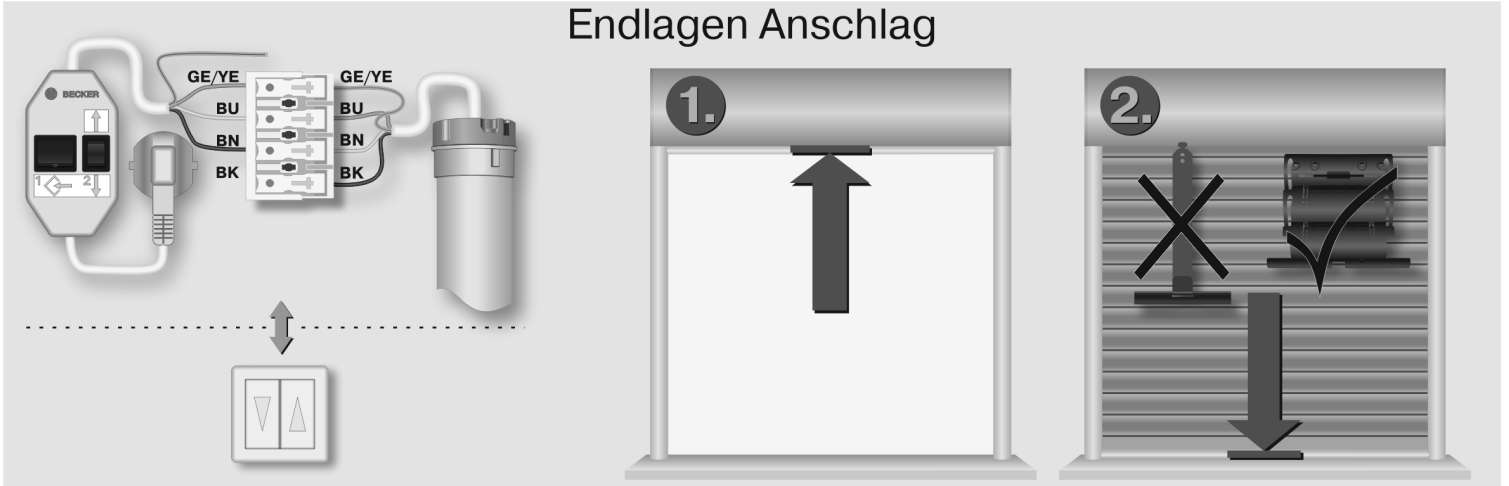 Endlagen Anschlag
BECKER
1 2
GE/YE
BU
BN
BK
GE/YE
BU
BN
BK
1.
2.